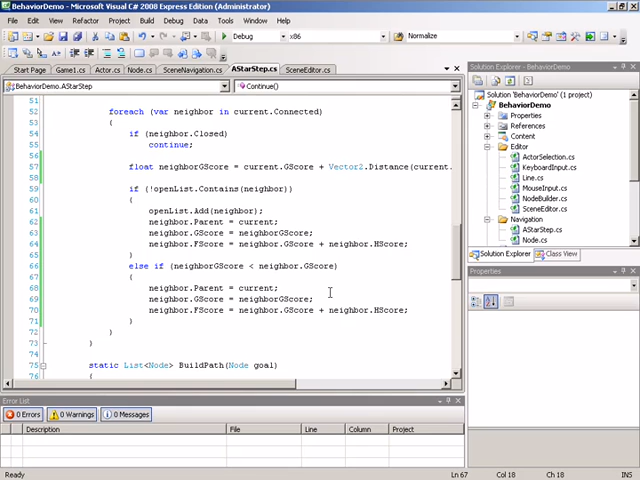 BehaviorDemo - Microsoft Visual C# 2008 Express Edition (Administrator)
File Edit View Refactor Project Build Debug Data Tools Window Help
Debug x86 Normalize
Start Page Game1.cs Actor.cs Node.cs SceneNavigation.cs AStarStep.cs SceneEditor.cs
BehaviorDemo.AStarStep Continue()
51
52 foreach (var neighbor in current.Connected)
53 {
54 if (neighbor.Closed)
55 continue;
56
57 float neighborGScore = current.GScore + Vector2.Distance(current.
58
59 if (!openList.Contains(neighbor))
60 {
61 openList.Add(neighbor);
62 neighbor.Parent = current;
63 neighbor.GScore = neighborGScore;
64 neighbor.FScore = neighbor.GScore + neighbor.HScore;
65 }
66 else if (neighborGScore < neighbor.GScore)
67 {
68 neighbor.Parent = current;
69 neighbor.GScore = neighborGScore;
70 neighbor.FScore = neighbor.GScore + neighbor.HScore;
71 }
72 }
73 }
74
75 static List<Node> BuildPath(Node goal)
76 {
Solution Explorer - BehaviorDemo
Solution 'BehaviorDemo' (1 project)
BehaviorDemo
Properties
References
Content
Editor
ActorSelection.cs
KeyboardInput.cs
Line.cs
MouseInput.cs
NodeBuilder.cs
SceneEditor.cs
Navigation
AStarStep.cs
Node.cs
Solution Explorer Class View
Properties
Error List
0 Errors 0 Warnings 0 Messages
Description File Line Column Project
Ready Ln 67 Col 18 Ch 18 INS